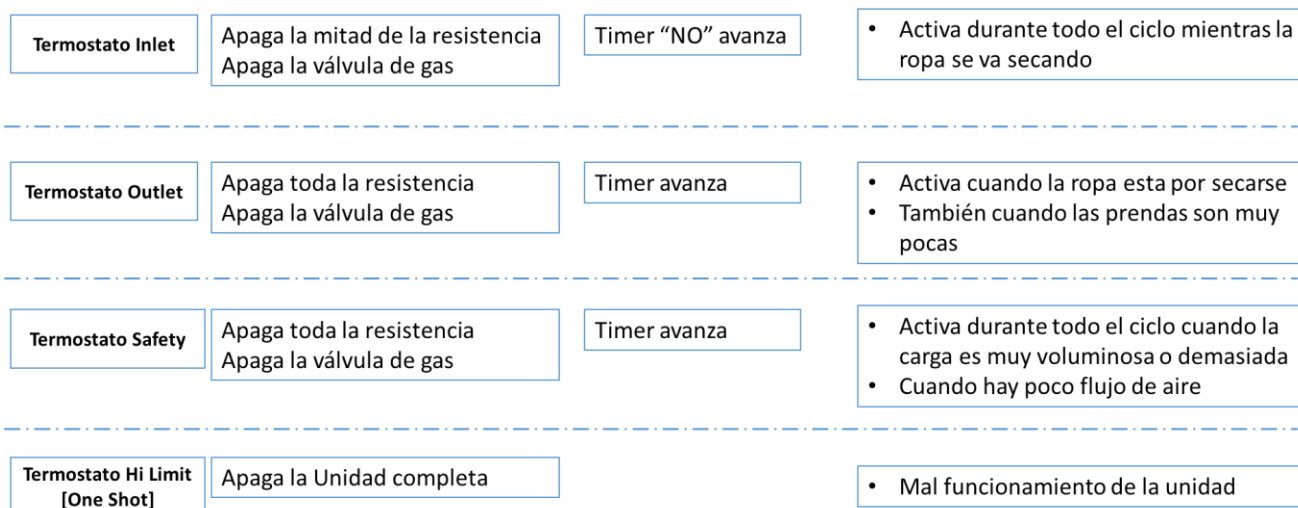 Termostato Inlet
Apaga la mitad de la resistencia
Apaga la válvula de gas
Timer “NO” avanza
• Activa durante todo el ciclo mientras la
ropa se va secando
Termostato Outlet
Apaga toda la resistencia
Apaga la válvula de gas
Timer avanza
• Activa cuando la ropa esta por secarse
• También cuando las prendas son muy
pocas
Termostato Safety
Apaga toda la resistencia
Apaga la válvula de gas
Timer avanza
• Activa durante todo el ciclo cuando la
carga es muy voluminosa o demasiada
• Cuando hay poco flujo de aire
Termostato Hi Limit
[One Shot]
Apaga la Unidad completa
• Mal funcionamiento de la unidad